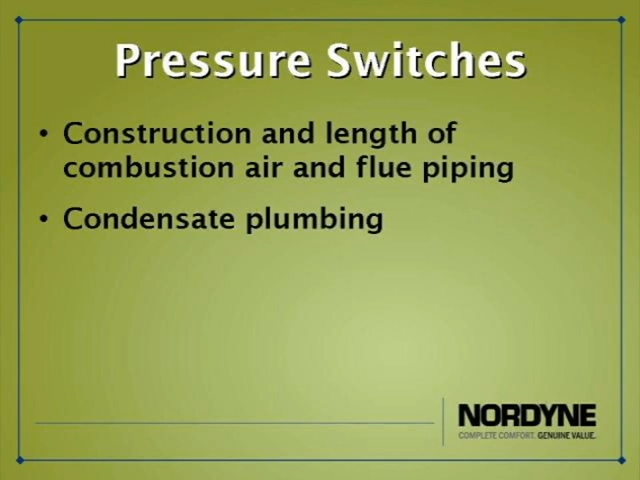 Pressure Switches
• Construction and length of
combustion air and flue piping
• Condensate plumbing
NORDYNE
COMPLETE COMFORT. GENUINE VALUE.